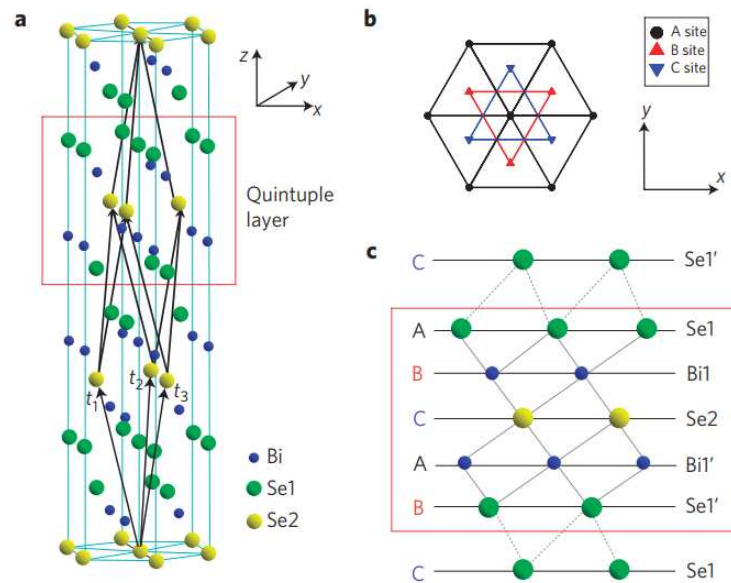 a
z
y
x
Quintuple
layer
t1
t2
t3
Bi
Se1
Se2
b
A site
B site
C site
y
x
c
C Se1′
A Se1
B Bi1
C Se2
A Bi1′
B Se1′
C Se1